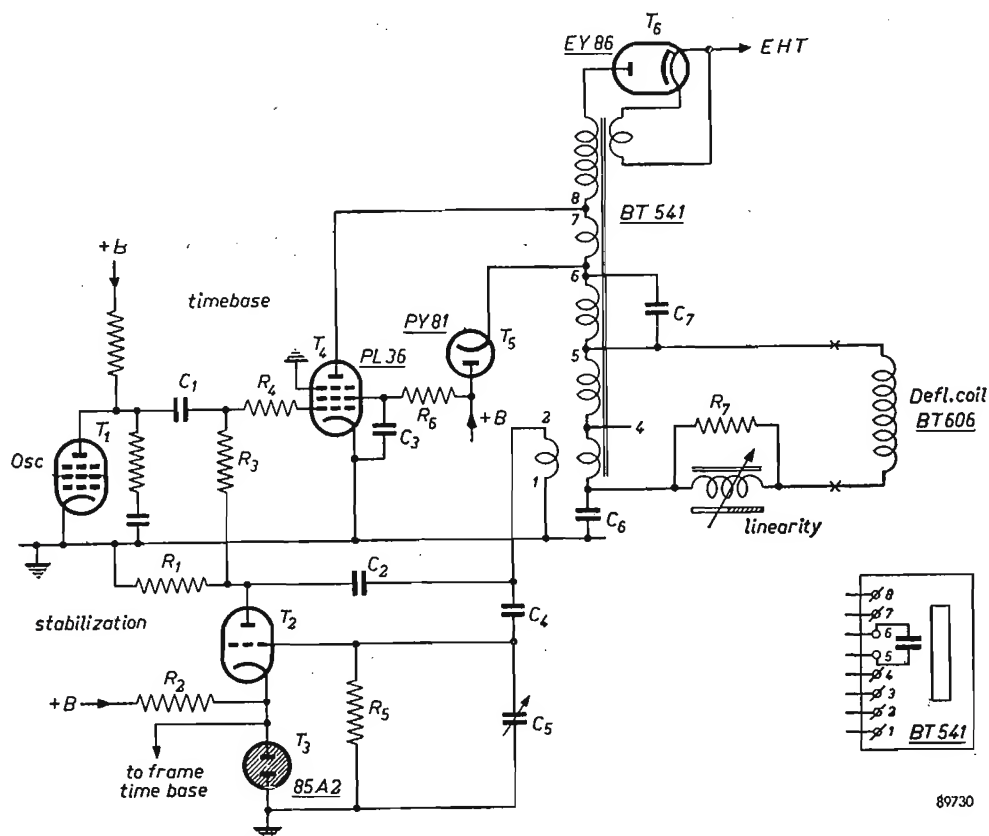 T6
EY 86
EHT
8
7
BT 541
+B
timebase
6
PY 81
T5
C7
T4
PL 36
5
C1
R4
R6
Defl. coil
BT 606
+B
2
4
R7
C3
T1
Osc
R3
1
C6
linearity
R1
C2
stabilization
T2
C4
8
7
6
5
4
3
2
1
BT 541
+B
R2
R5
C5
T3
to frame
time base
85A2
89730